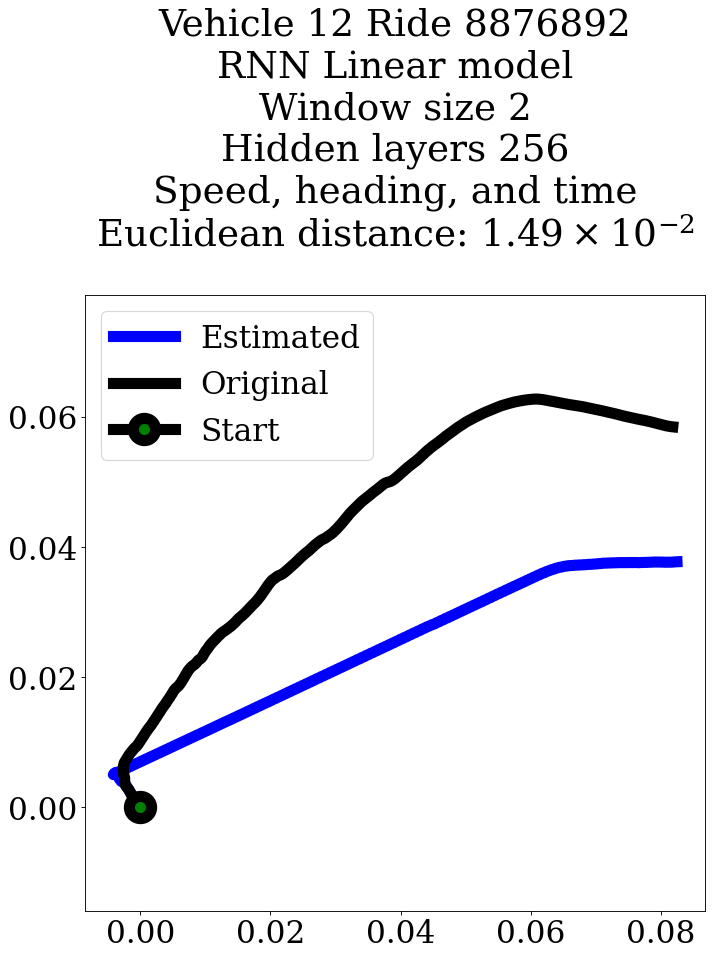 Vehicle 12 Ride 8876892
RNN Linear model
Window size 2
Hidden layers 256
Speed, heading, and time
Euclidean distance: 1.49 × 10⁻²
Estimated
Original
Start
0.06
0.04
0.02
0.00
0.00 0.02 0.04 0.06 0.08